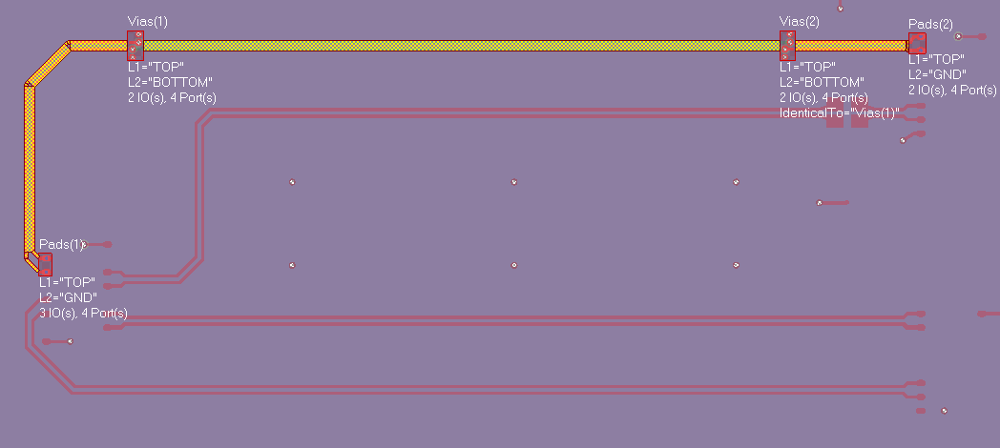 Vias(1)
L1="TOP"
L2="BOTTOM"
2 IO(s), 4 Port(s)
Vias(2)
L1="TOP"
L2="BOTTOM"
2 IO(s), 4 Port(s)
IdenticalTo="Vias(1)"
Pads(2)
L1="TOP"
L2="GND"
2 IO(s), 4 Port(s)
Pads(1)
L1="TOP"
L2="GND"
3 IO(s), 4 Port(s)